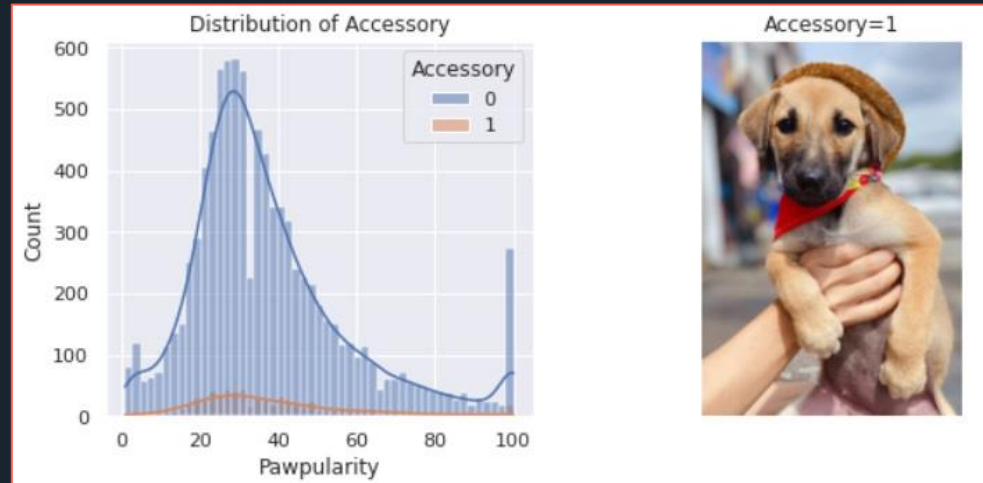 Distribution of Accessory
600
500
400
300
200
100
0
Count
Accessory
0
1
0 20 40 60 80 100
Pawpularity
Accessory=1